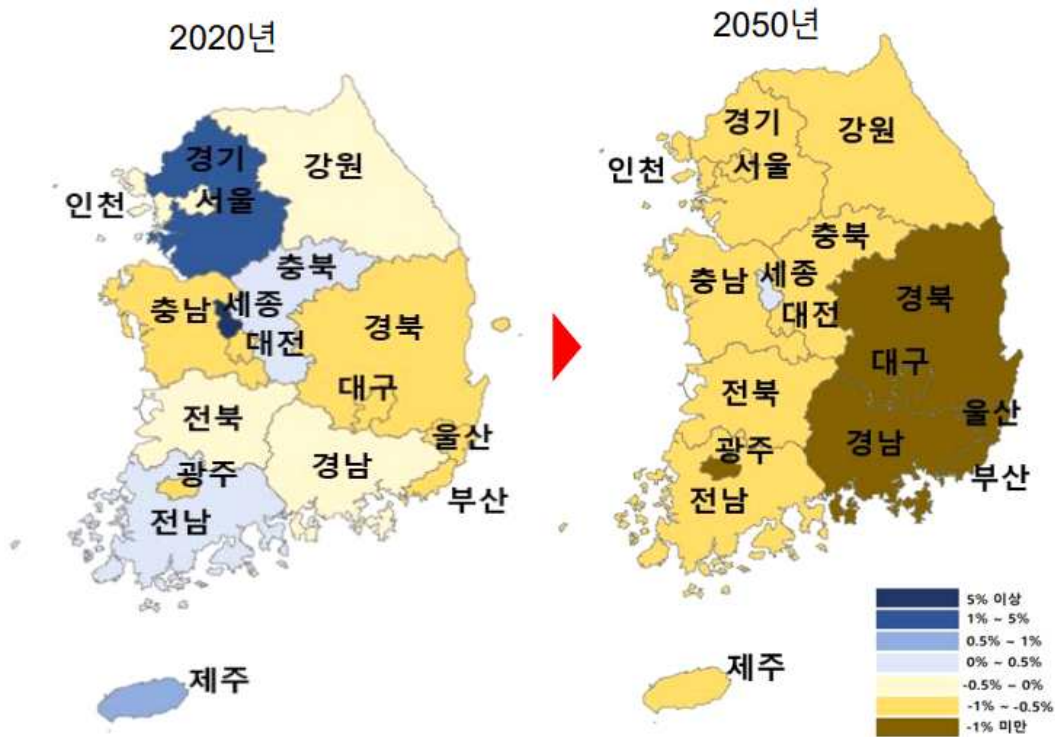 2020년
경기
강원
서울
인천
충북
충남
세종
대전
경북
대구
전북
울산
경남
광주
부산
전남
제주
2050년
경기
강원
서울
인천
충북
충남
세종
대전
경북
대구
전북
울산
경남
광주
부산
전남
제주
5% 이상
1% ~ 5%
0.5% ~ 1%
0% ~ 0.5%
-0.5% ~ 0%
-1% ~ -0.5%
-1% 미만